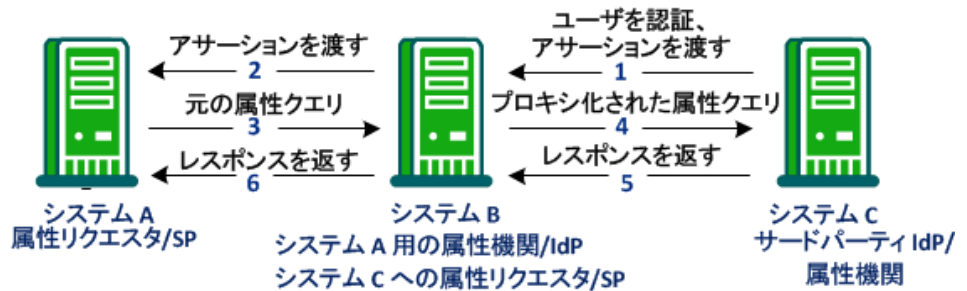 アサーションを渡す
2
ユーザを認証、
アサーションを渡す
1
元の属性クエリ
3
プロキシ化された属性クエリ
4
レスポンスを返す
6
レスポンスを返す
5
システム A
属性リクエスタ/SP
システム B
システム A 用の属性機関/IdP
システム C への属性リクエスタ/SP
システム C
サードパーティ IdP/
属性機関